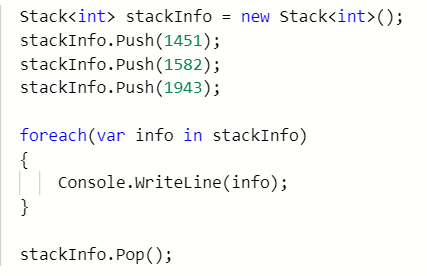 Stack<int> stackInfo = new Stack<int>();
stackInfo.Push(1451);
stackInfo.Push(1582);
stackInfo.Push(1943);

foreach(var info in stackInfo)
{
    Console.WriteLine(info);
}

stackInfo.Pop();